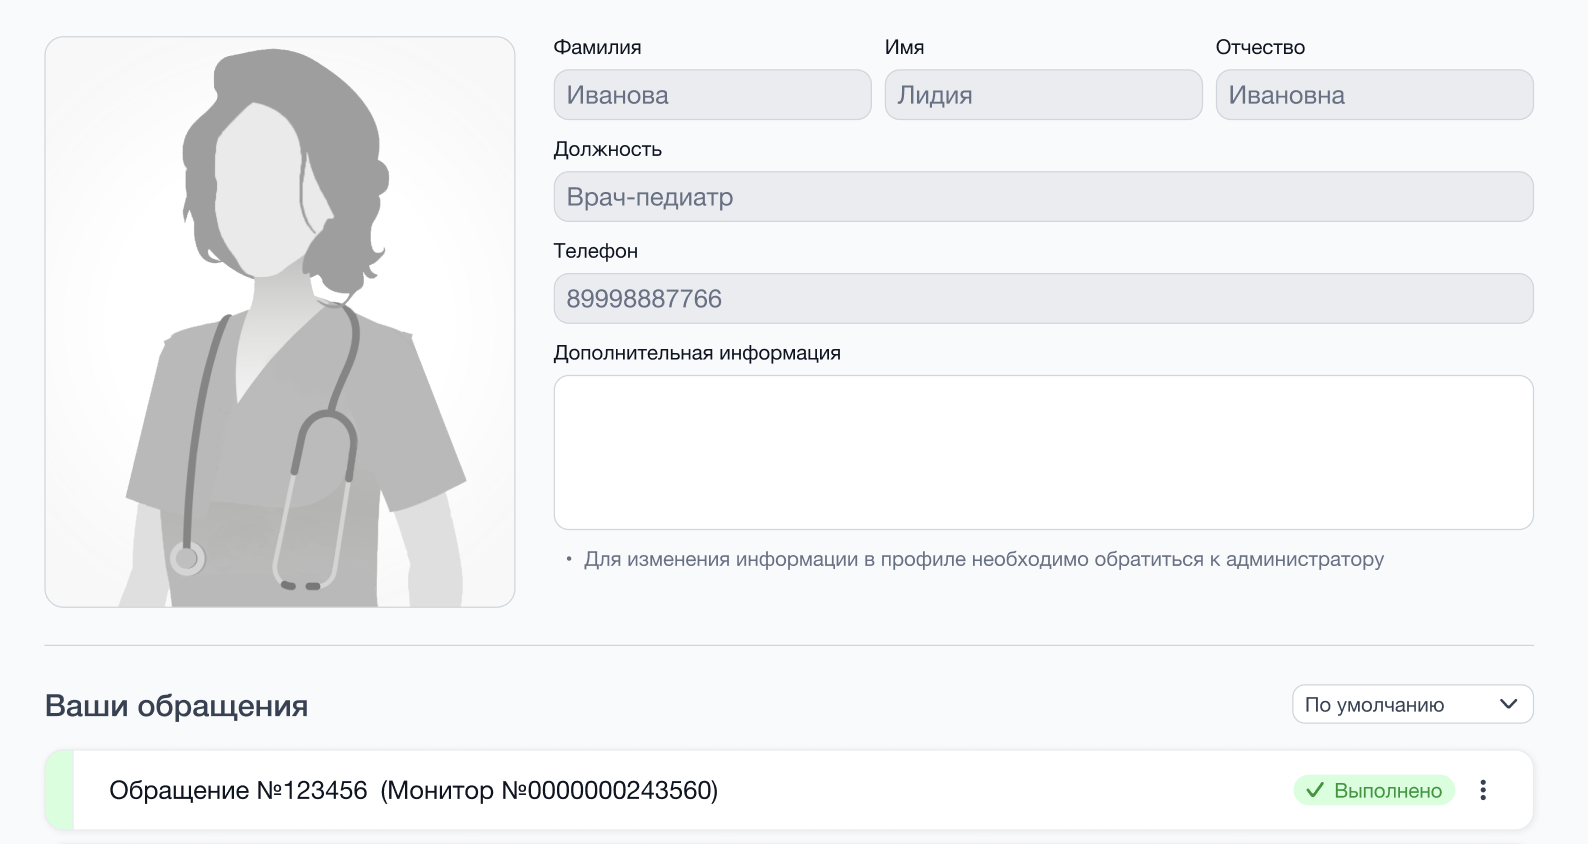 Фамилия Имя Отчество
Иванова Лидия Ивановна
Должность
Врач-педиатр
Телефон
89998887766
Дополнительная информация
• Для изменения информации в профиле необходимо обратиться к администратору
Ваши обращения По умолчанию
Обращение №123456 (Монитор №0000000243560) Выполнено